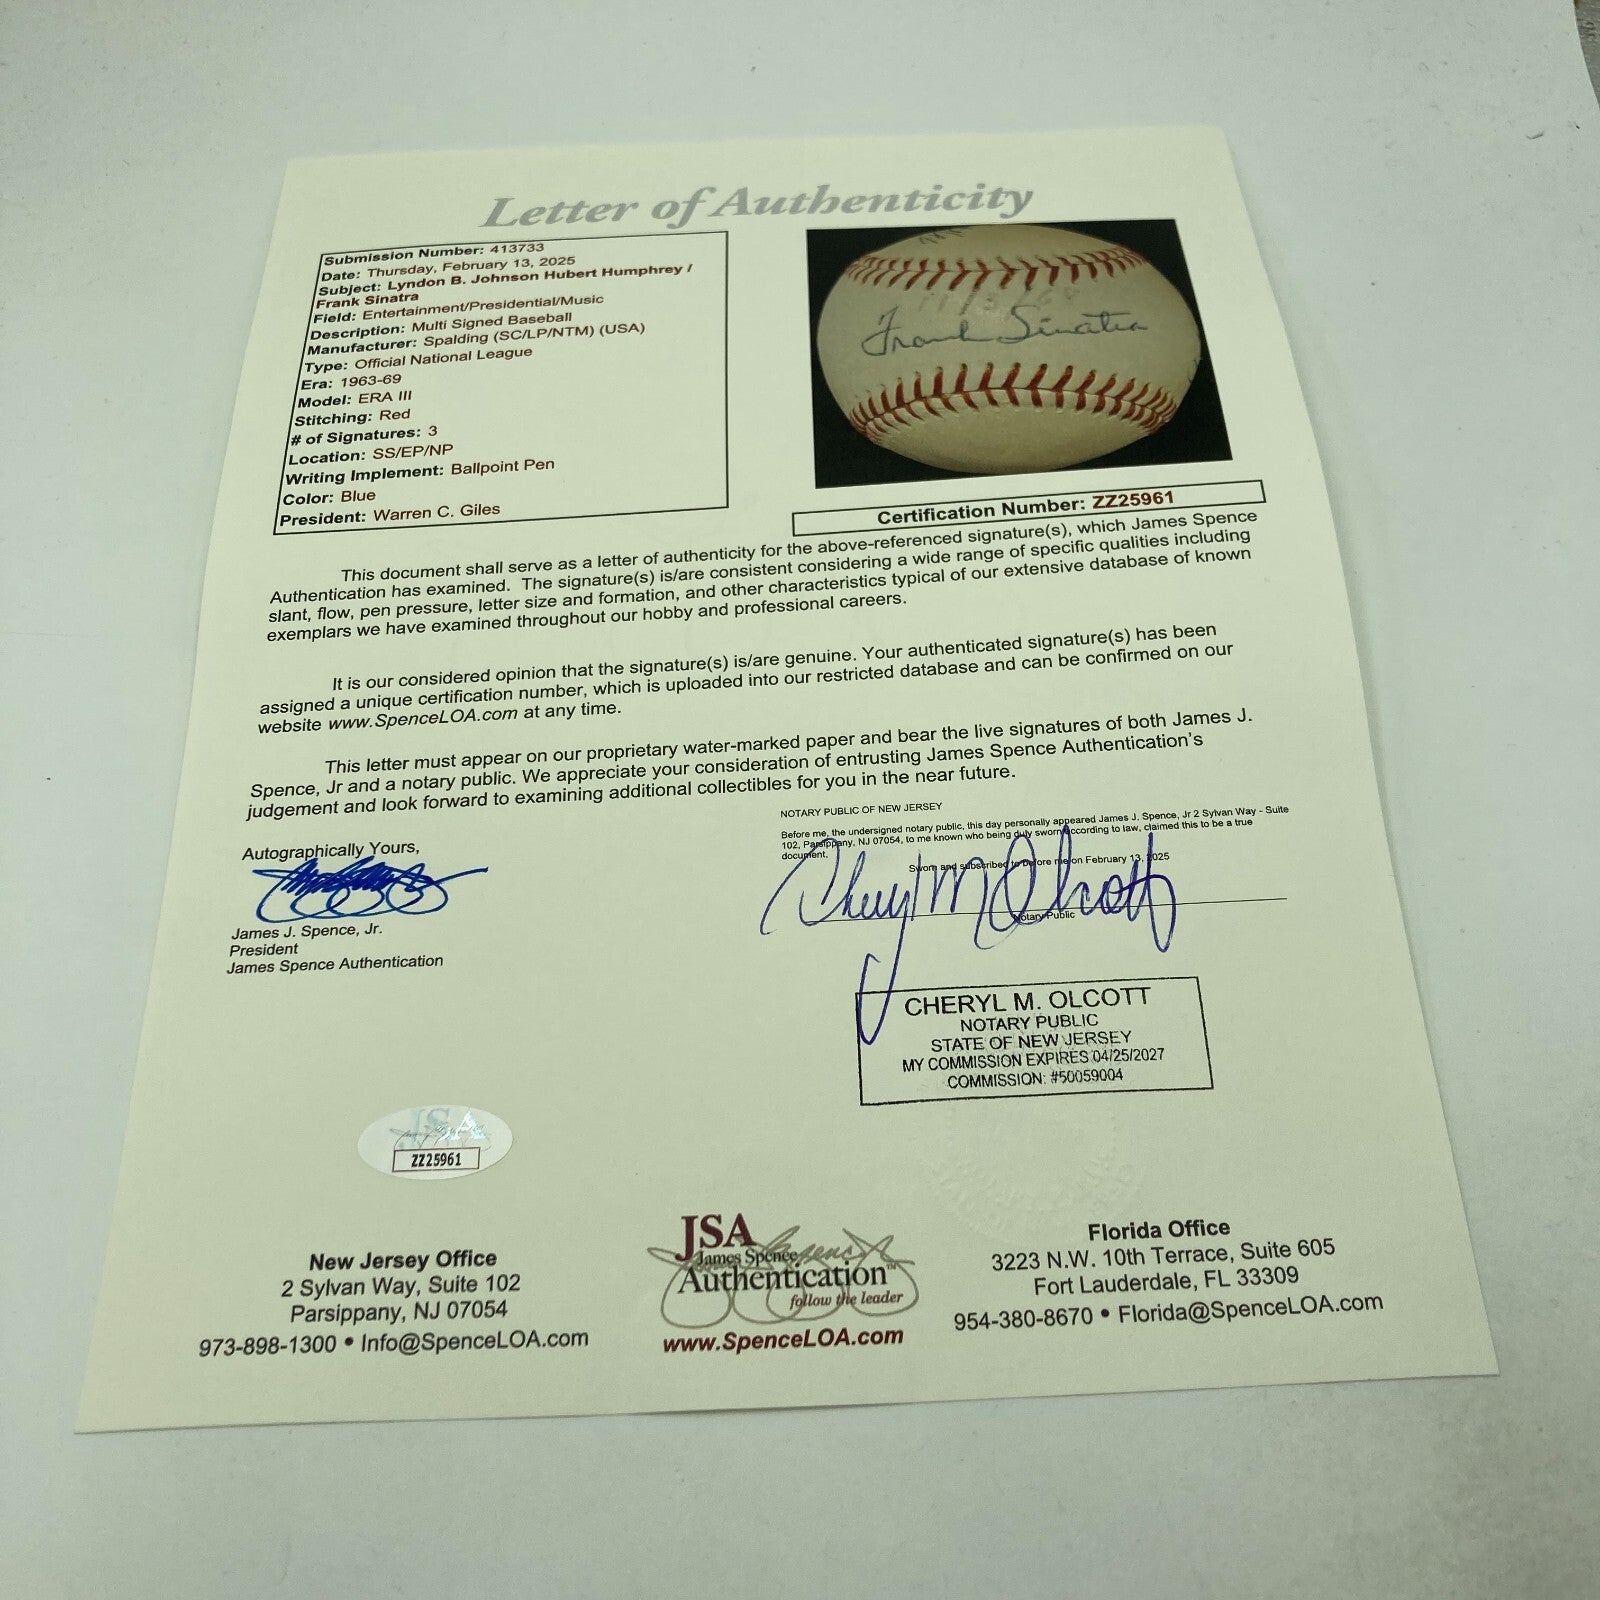 Letter of Authenticity
Submission Number: 413733
Date: Thursday, February 13, 2025
Subject: Lyndon B. Johnson Hubert Humphrey /
Frank Sinatra
Field: Entertainment/Presidential/Music
Description: Multi Signed Baseball
Manufacturer: Spalding (SC/LP/NTM) (USA)
Type: Official National League
Era: 1963-69
Model: ERA III
Stitching: Red
# of Signatures: 3
Location: SS/EP/NP
Writing Implement: Ballpoint Pen
Color: Blue
President: Warren C. Giles
Frank Sinatra
Certification Number: ZZ25961
This document shall serve as a letter of authenticity for the above-referenced signature(s), which James Spence
Authentication has examined. The signature(s) is/are consistent considering a wide range of specific qualities including
slant, flow, pen pressure, letter size and formation, and other characteristics typical of our extensive database of known
exemplars we have examined throughout our hobby and professional careers.
It is our considered opinion that the signature(s) is/are genuine. Your authenticated signature(s) has been
assigned a unique certification number, which is uploaded into our restricted database and can be confirmed on our
website www.SpenceLOA.com at any time.
This letter must appear on our proprietary water-marked paper and bear the live signatures of both James J.
Spence, Jr and a notary public. We appreciate your consideration of entrusting James Spence Authentication's
judgement and look forward to examining additional collectibles for you in the near future.
NOTARY PUBLIC OF NEW JERSEY
Before me, the undersigned notary public, this day personally appeared James J. Spence, Jr 2 Sylvan Way - Suite
102, Parsippany, NJ 07054, to me known who being duly sworn according to law, claimed this to be a true
document.
Sworn and subscribed to before me on February 13, 2025
Cheryl M Olcott
Notary Public
Autographically Yours,
James J. Spence, Jr.
President
James Spence Authentication
CHERYL M. OLCOTT
NOTARY PUBLIC
STATE OF NEW JERSEY
MY COMMISSION EXPIRES 04/25/2027
COMMISSION: #50059004
JSA
ZZ25961
New Jersey Office
2 Sylvan Way, Suite 102
Parsippany, NJ 07054
973-898-1300 • Info@SpenceLOA.com
JSA
James Spence
Authentication™
follow the leader
www.SpenceLOA.com
Florida Office
3223 N.W. 10th Terrace, Suite 605
Fort Lauderdale, FL 33309
954-380-8670 • Florida@SpenceLOA.com